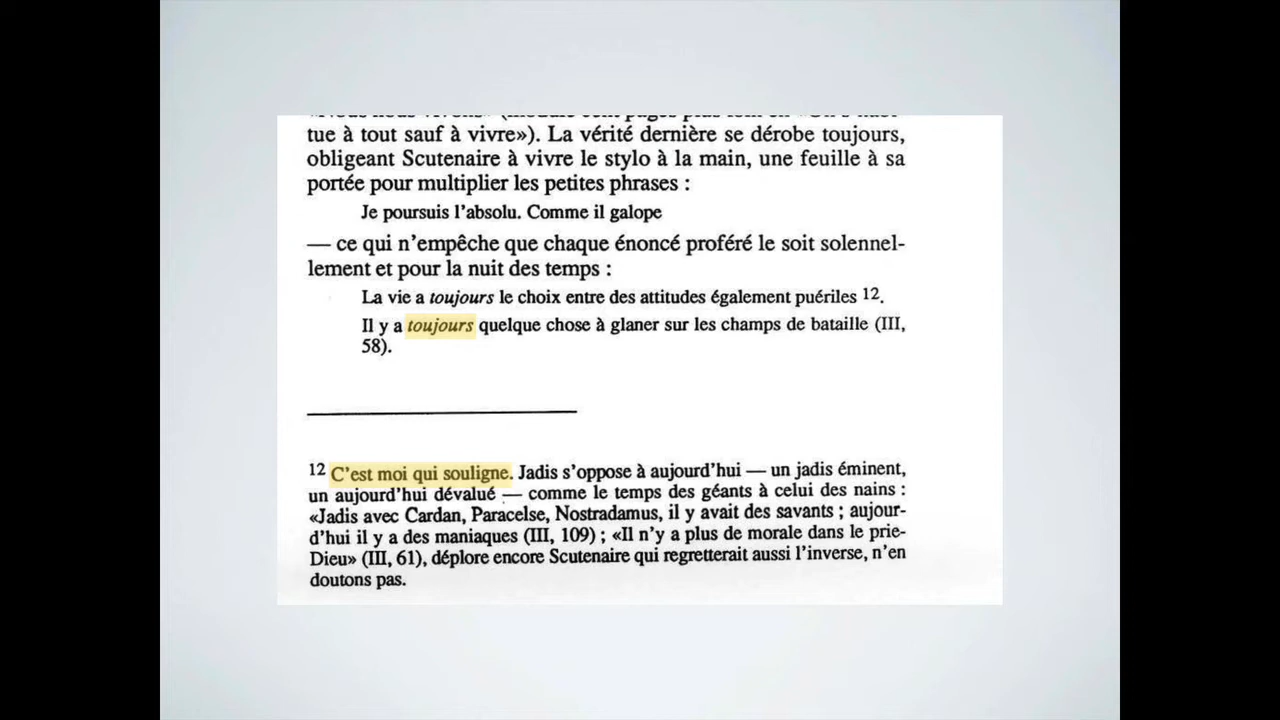 tue à tout sauf à vivre»). La vérité dernière se dérobe toujours,
obligeant Scutenaire à vivre le stylo à la main, une feuille à sa
portée pour multiplier les petites phrases :
Je poursuis l'absolu. Comme il galope
— ce qui n'empêche que chaque énoncé proféré le soit solennel-
lement et pour la nuit des temps :
La vie a toujours le choix entre des attitudes également puériles 12.
Il y a toujours quelque chose à glaner sur les champs de bataille (III,
58).
12 C'est moi qui souligne. Jadis s'oppose à aujourd'hui — un jadis éminent,
un aujourd'hui dévalué — comme le temps des géants à celui des nains :
«Jadis avec Cardan, Paracelse, Nostradamus, il y avait des savants ; aujour-
d'hui il y a des maniaques (III, 109) ; «Il n'y a plus de morale dans le prie-
Dieu» (III, 61), déplore encore Scutenaire qui regretterait aussi l'inverse, n'en
doutons pas.